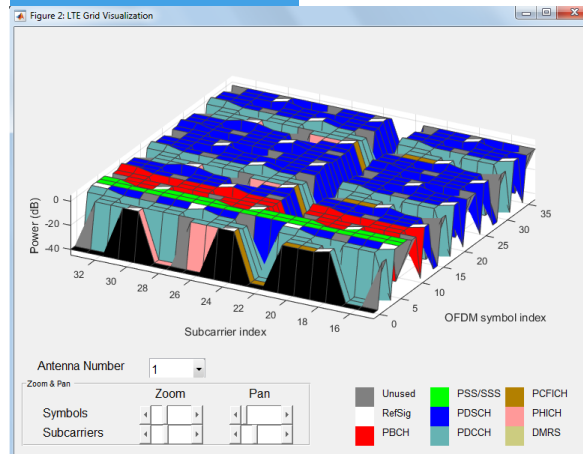 Figure 2: LTE Grid Visualization
0
-20
-40
Power (dB)
32 30 28 26 24 22 20 18 16
Subcarrier index
0 5 10 15 20 25 30 35
OFDM symbol index
Antenna Number 1
Zoom & Pan
Zoom Pan
Symbols
Subcarriers
Unused PSS/SSS PCFICH
RefSig PDSCH PHICH
PBCH PDCCH DMRS